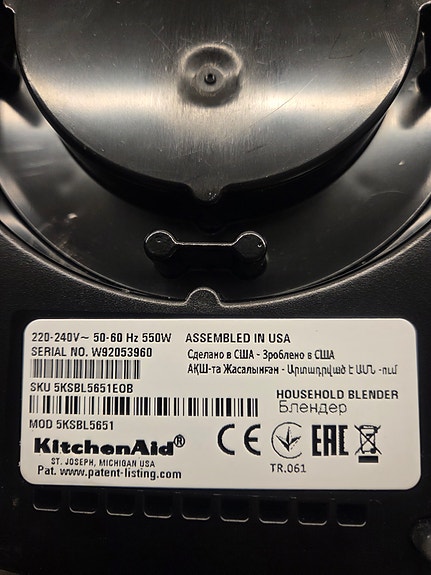 220-240V~ 50-60 Hz 550W ASSEMBLED IN USA
SERIAL NO. W92053960
Сделано в США - Зроблено в США
АҚШ-та Жасалынған - Արտադրված է ԱՄՆ -ում
SKU 5KSBL5651EOB
HOUSEHOLD BLENDER
Блендер
MOD 5KSBL5651
KitchenAid®
ST. JOSEPH, MICHIGAN USA
Pat. www.patent-listing.com
CE
TR.061
EAC